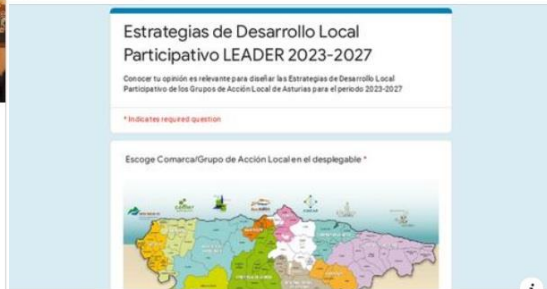 Estrategias de Desarrollo Local
Participativo LEADER 2023-2027
Conocer tu opinión es relevante para diseñar las Estrategias de Desarrollo Local
Participativo de los Grupos de Acción Local de Asturias para el periodo 2023-2027
* Indicates required question
Escoge Comarca/Grupo de Acción Local en el desplegable *